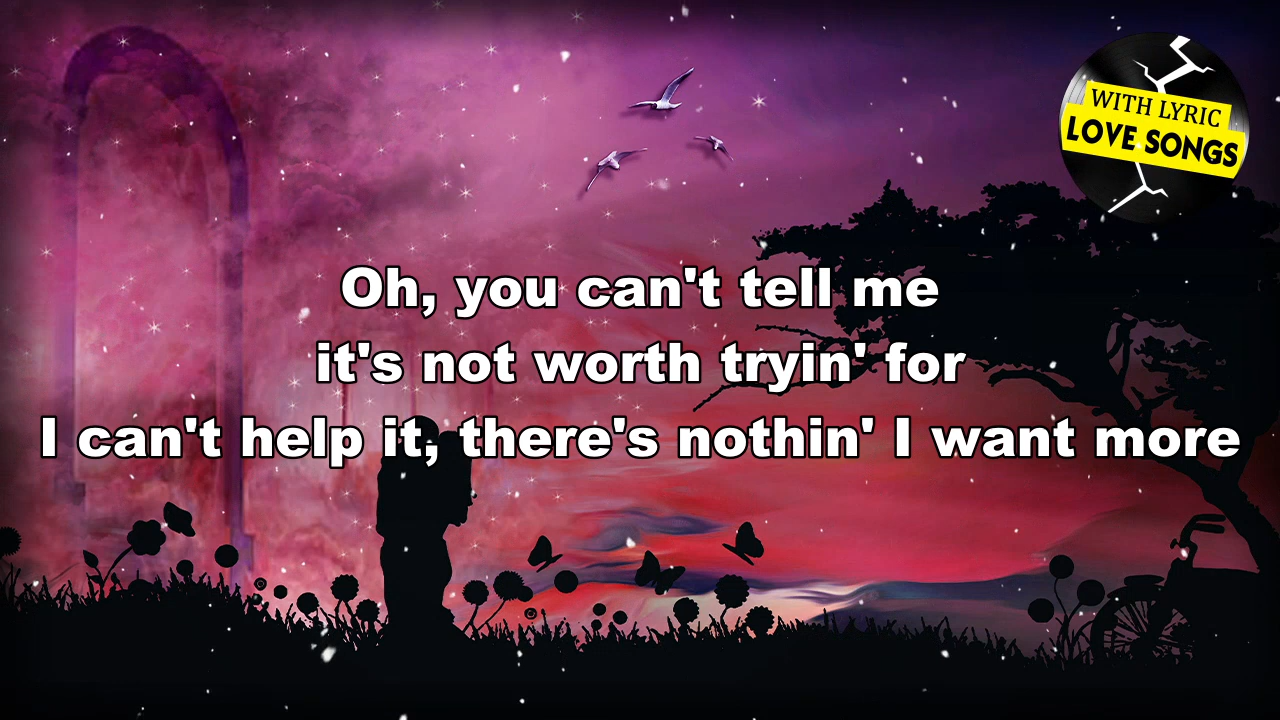 WITH LYRIC
LOVE SONGS
Oh, you can't tell me
it's not worth tryin' for
I can't help it, there's nothin' I want more